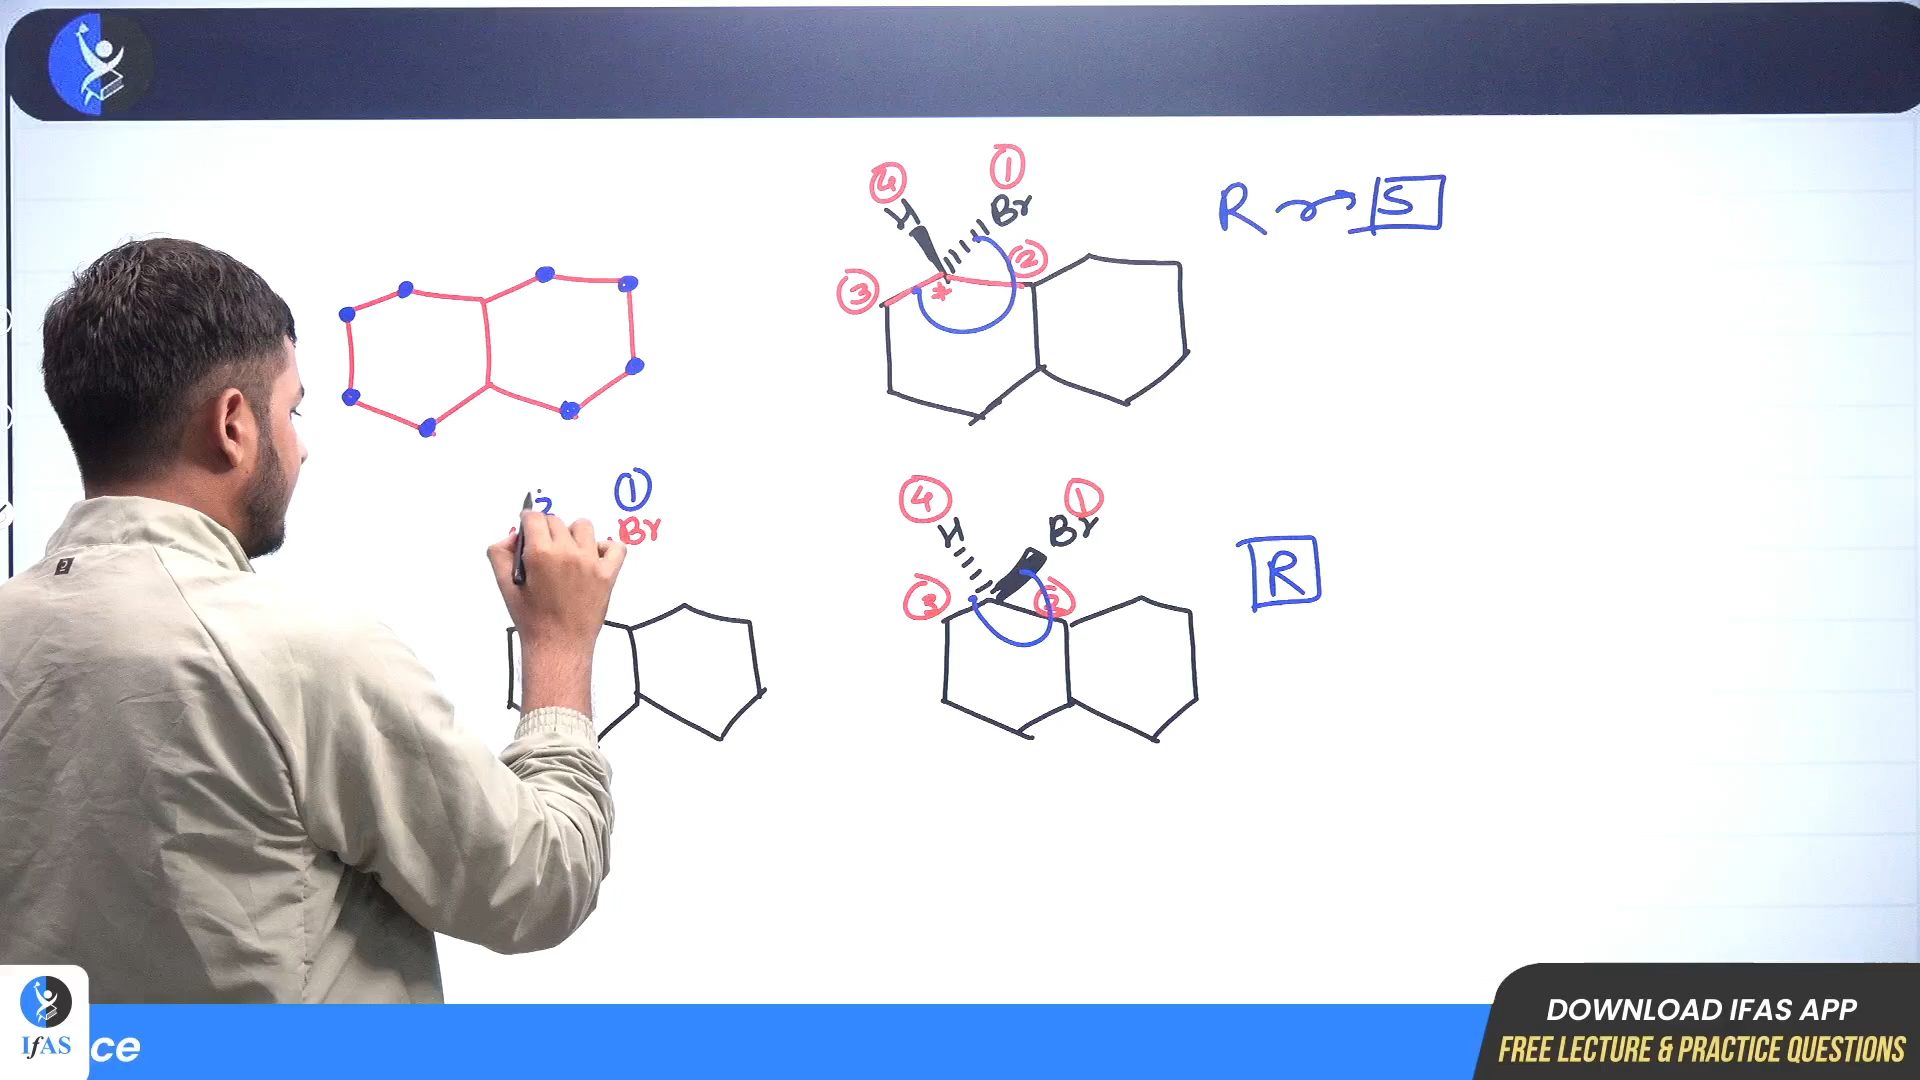 ④ ①
H Br
② R → S
③
*
① ④ ①
2 H Br
Br ③ ② R
IfAS ce
DOWNLOAD IFAS APP
FREE LECTURE & PRACTICE QUESTIONS